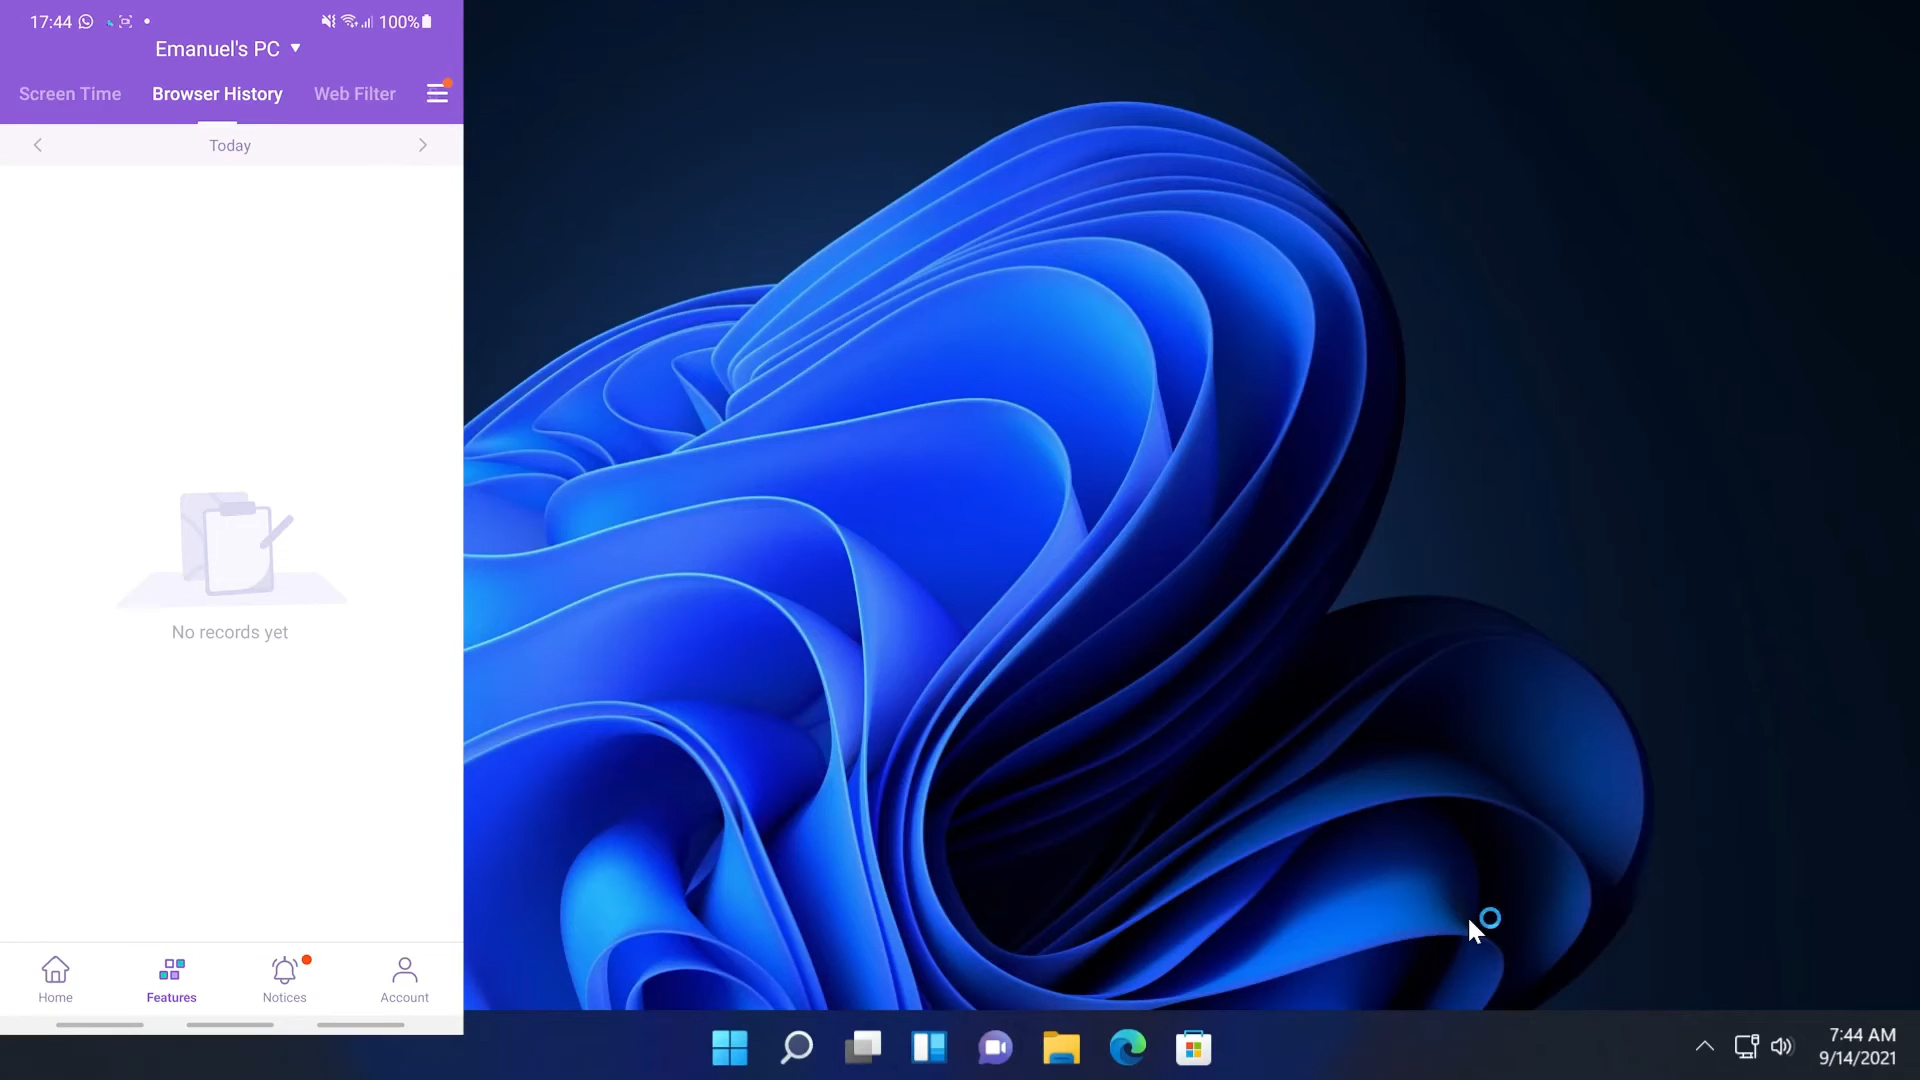 17:44
100%
Emanuel's PC
Screen Time
Browser History
Web Filter
Today
No records yet
Home
Features
Notices
Account
7:44 AM
9/14/2021